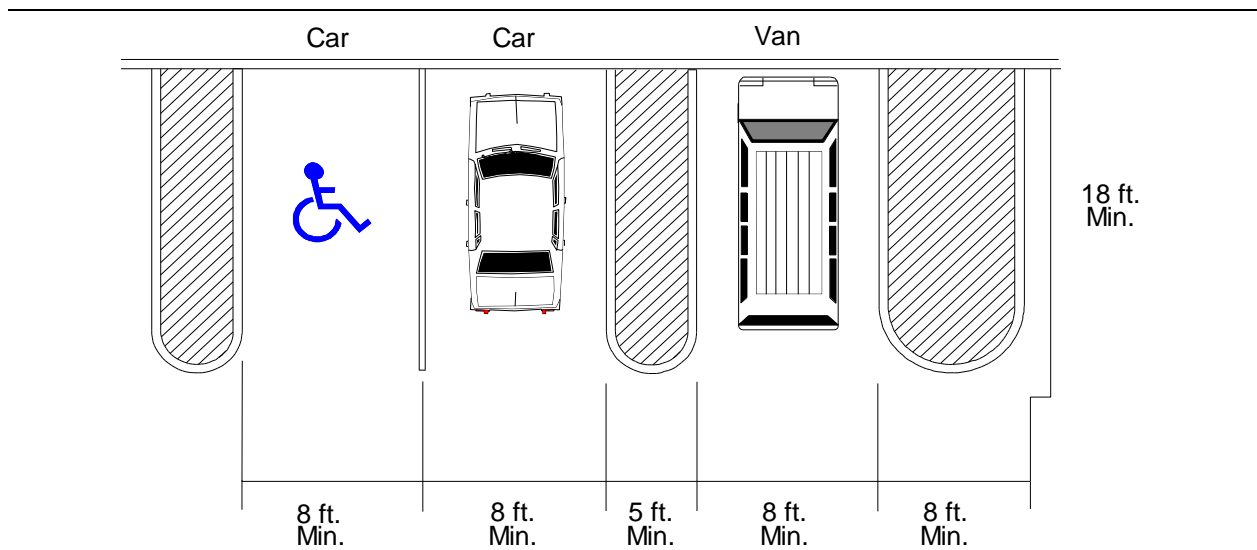 Car Car Van
18 ft.
Min.
8 ft. 8 ft. 5 ft. 8 ft. 8 ft.
Min. Min. Min. Min. Min.